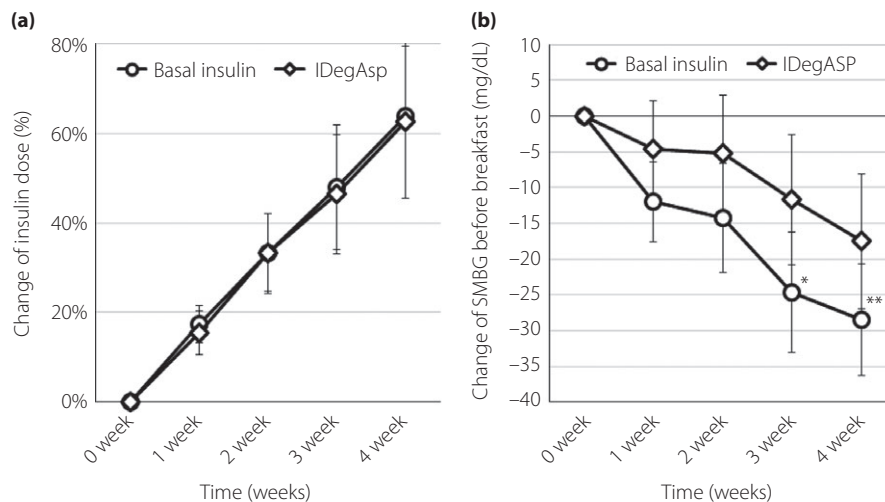 (a)
80%
60%
40%
20%
0%
Change of insulin dose (%)
Basal insulin
IDegAsp
0 week
1 week
2 week
3 week
4 week
Time (weeks)
(b)
10
5
0
−5
−10
−15
−20
−25
−30
−35
−40
Change of SMBG before breakfast (mg/dL)
Basal insulin
IDegASP
*
**
0 week
1 week
2 week
3 week
4 week
Time (weeks)